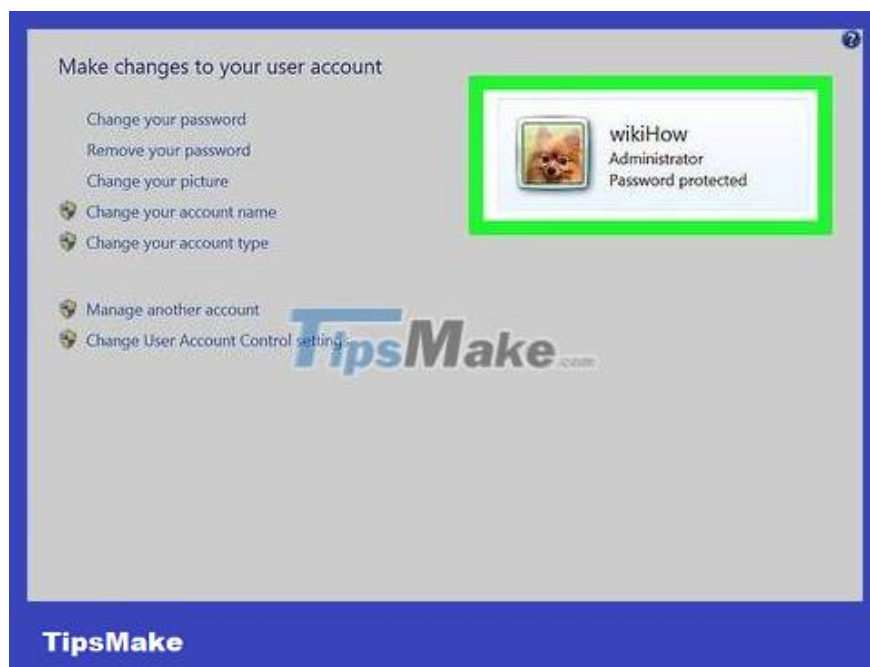 Make changes to your user account
Change your password
Remove your password
Change your picture
Change your account name
Change your account type
Manage another account
Change User Account Control settings
wikiHow
Administrator
Password protected
?
TipsMake.com
TipsMake